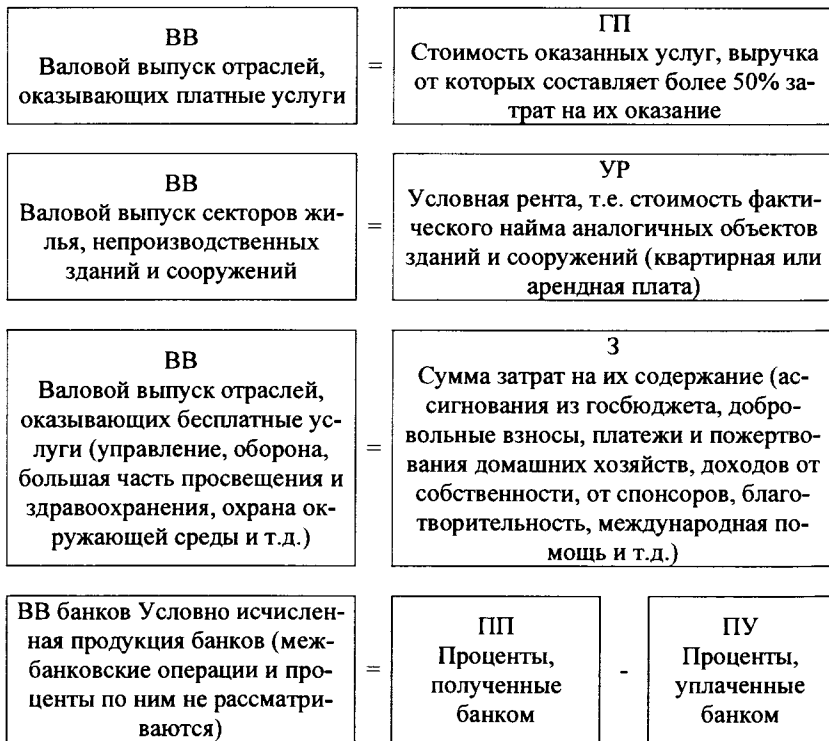 ВВ
Валовой выпуск отраслей,
оказывающих платные услуги
=
ГП
Стоимость оказанных услуг, выручка
от которых составляет более 50% за-
трат на их оказание
ВВ
Валовой выпуск секторов жи-
лья, непроизводственных
зданий и сооружений
=
УР
Условная рента, т.е. стоимость факти-
ческого найма аналогичных объектов
зданий и сооружений (квартирная или
арендная плата)
ВВ
Валовой выпуск отраслей,
оказывающих бесплатные ус-
луги (управление, оборона,
большая часть просвещения и
здравоохранения, охрана ок-
ружающей среды и т.д.)
=
З
Сумма затрат на их содержание (ас-
сигнования из госбюджета, добро-
вольные взносы, платежи и пожертво-
вания домашних хозяйств, доходов от
собственности, от спонсоров, благо-
творительность, международная по-
мощь и т.д.)
ВВ банков Условно исчислен-
ная продукция банков (меж-
банковские операции и про-
центы по ним не рассматри-
ваются)
=
ПП
Проценты,
полученные
банком
-
ПУ
Проценты,
уплаченные
банком